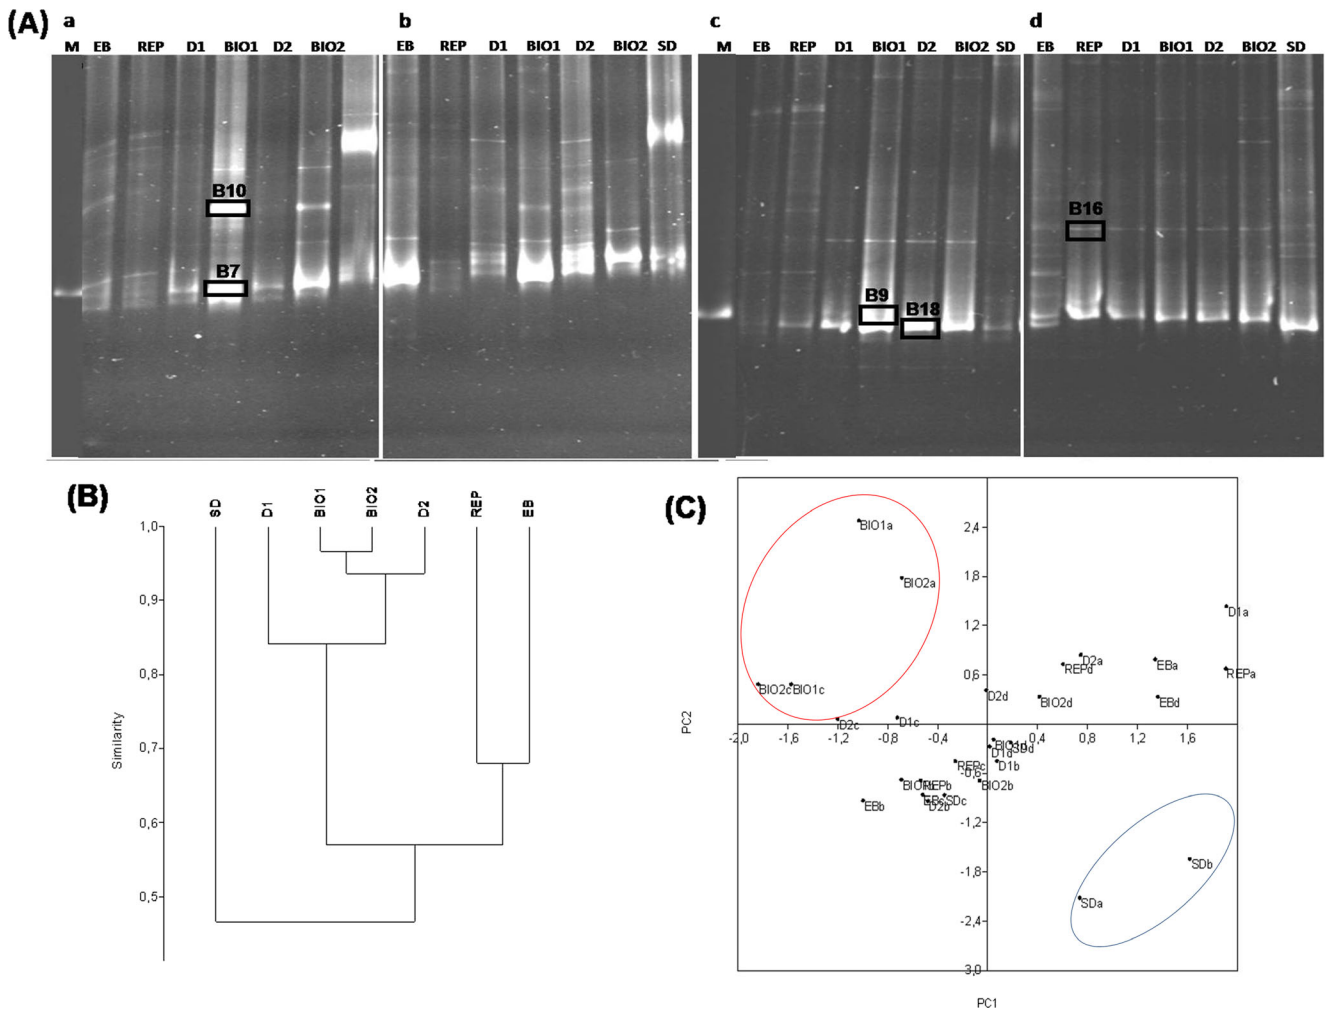 (A)
a b c d
M EB REP D1 BIO1 D2 BIO2
EB REP D1 BIO1 D2 BIO2 SD
M EB REP D1 BIO1 D2 BIO2 SD
EB REP D1 BIO1 D2 BIO2 SD
B10
B7
B9
B18
B16
(B)
SD D1 BIO1 BIO2 D2 REP EB
1,0
0,9
0,8
0,7
0,6
0,5
Similarity
(C)
2,4
1,8
1,2
0,6
-0,6
-1,2
-1,8
-2,4
3,0
-2,0 -1,6 -1,2 -0,8 -0,4 0,4 0,8 1,2 1,6
BIO1a
BIO2a
D1a
D2a
REPd
EBa
REPa
BIO2c BIO1c
D2d
BIO2d
EBd
D2c
D1c
SDd
D1d
D1b
REPc
REPb
BIO2b
EBb
SDc
D2b
SDb
SDa
PC2
PC1